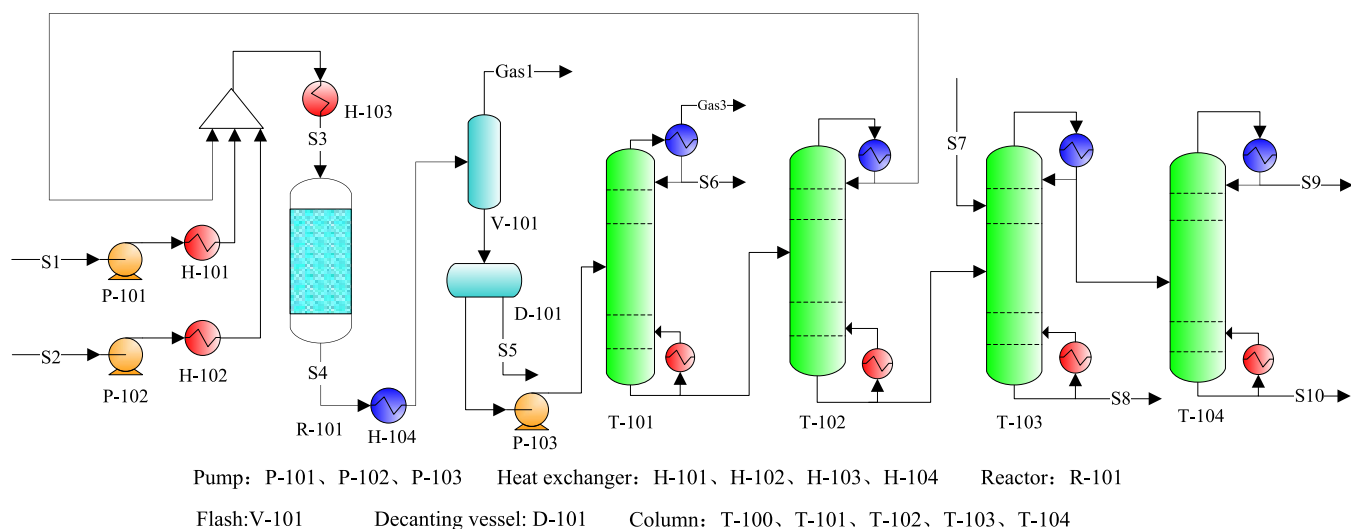 Gas1
Gas3
H-103
S3
S7
S6
S9
V-101
S1
H-101
P-101
D-101
S2
S5
H-102
S4
P-102
R-101
H-104
P-103
T-101
T-102
T-103
S8
T-104
S10
Pump：P-101、P-102、P-103 Heat exchanger：H-101、H-102、H-103、H-104 Reactor：R-101
Flash:V-101 Decanting vessel: D-101 Column：T-100、T-101、T-102、T-103、T-104